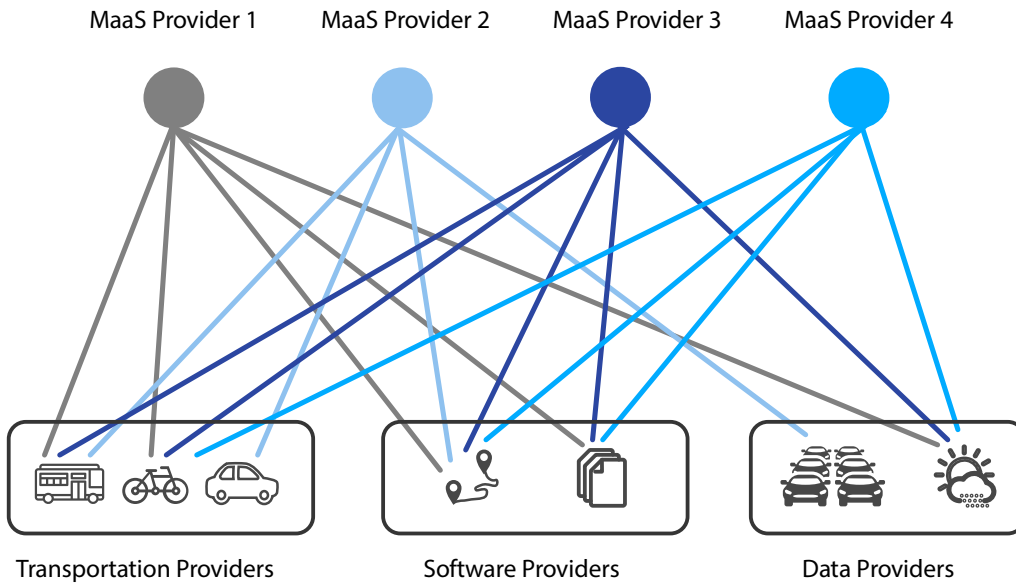 MaaS Provider 1
MaaS Provider 2
MaaS Provider 3
MaaS Provider 4
Transportation Providers
Software Providers
Data Providers